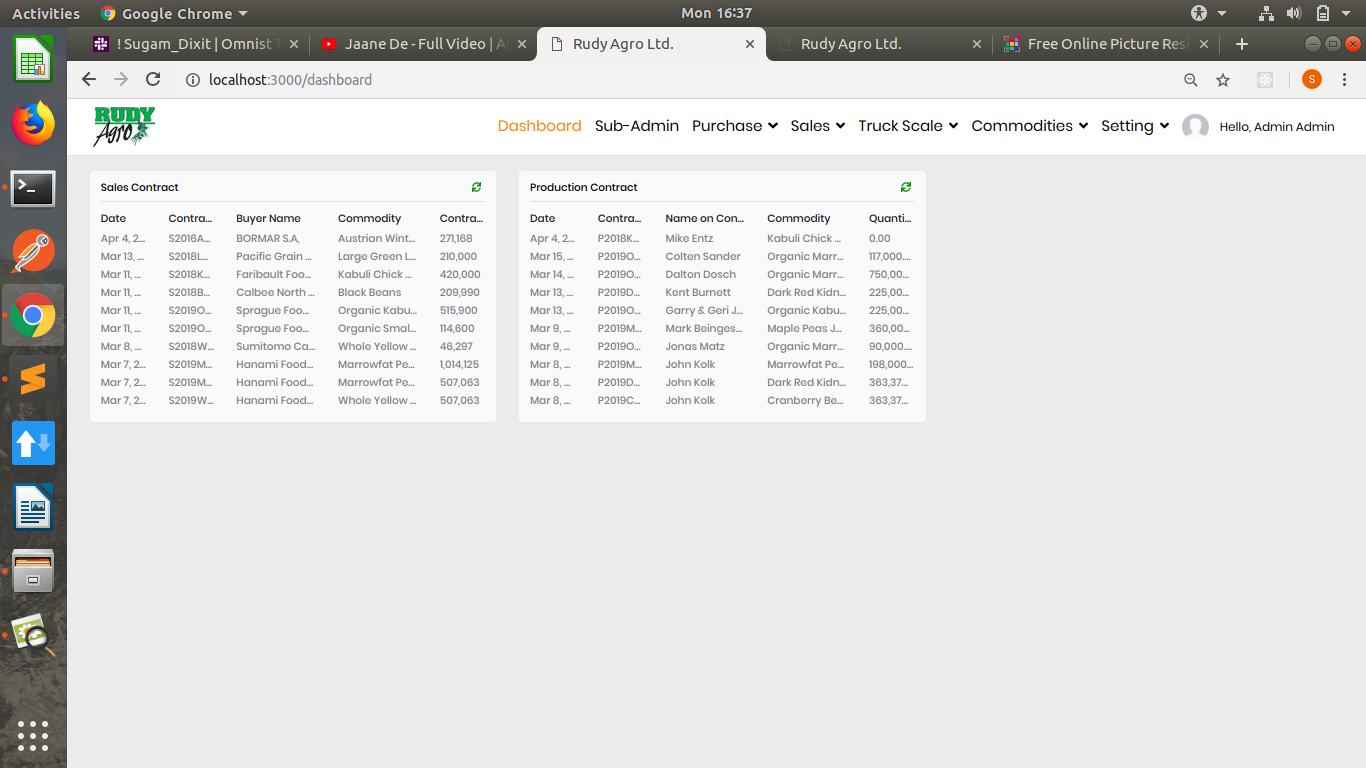 Activities Google Chrome Mon 16:37
! Sugam_Dixit | Omnist Jaane De - Full Video | Rudy Agro Ltd. Rudy Agro Ltd. Free Online Picture Res
localhost:3000/dashboard S
RUDY Agro
Dashboard Sub-Admin Purchase Sales Truck Scale Commodities Setting Hello, Admin Admin
Sales Contract
Date Contra... Buyer Name Commodity Contra...
Apr 4, 2... S2016A... BORMAR S.A, Austrian Wint... 271,168
Mar 13, ... S2018L... Pacific Grain ... Large Green L... 210,000
Mar 11, ... S2018K... Faribault Foo... Kabuli Chick ... 420,000
Mar 11, ... S2018B... Calbee North ... Black Beans 209,990
Mar 11, ... S2019O... Sprague Foo... Organic Kabu... 515,900
Mar 11, ... S2019O... Sprague Foo... Organic Smal... 114,600
Mar 8, ... S2018W... Sumitomo Ca... Whole Yellow ... 46,297
Mar 7, 2... S2019M... Hanami Food... Marrowfat Pe... 1,014,125
Mar 7, 2... S2019M... Hanami Food... Marrowfat Pe... 507,063
Mar 7, 2... S2019W... Hanami Food... Whole Yellow ... 507,063
Production Contract
Date Contra... Name on Con... Commodity Quanti...
Apr 4, 2... P2018K... Mike Entz Kabuli Chick ... 0.00
Mar 15, ... P2019O... Colten Sander Organic Marr... 117,000....
Mar 14, ... P2019O... Dalton Dosch Organic Marr... 750,00...
Mar 13, ... P2019D... Kent Burnett Dark Red Kidn... 225,00...
Mar 13, ... P2019O... Garry & Geri J... Organic Kabu... 225,00...
Mar 9, ... P2019M... Mark Beinges... Maple Peas J... 360,00...
Mar 9, ... P2019O... Jonas Matz Organic Marr... 90,000....
Mar 8, ... P2019M... John Kolk Marrowfat Pe... 198,000...
Mar 8, ... P2019D... John Kolk Dark Red Kidn... 363,37...
Mar 8, ... P2019C... John Kolk Cranberry Be... 363,37...